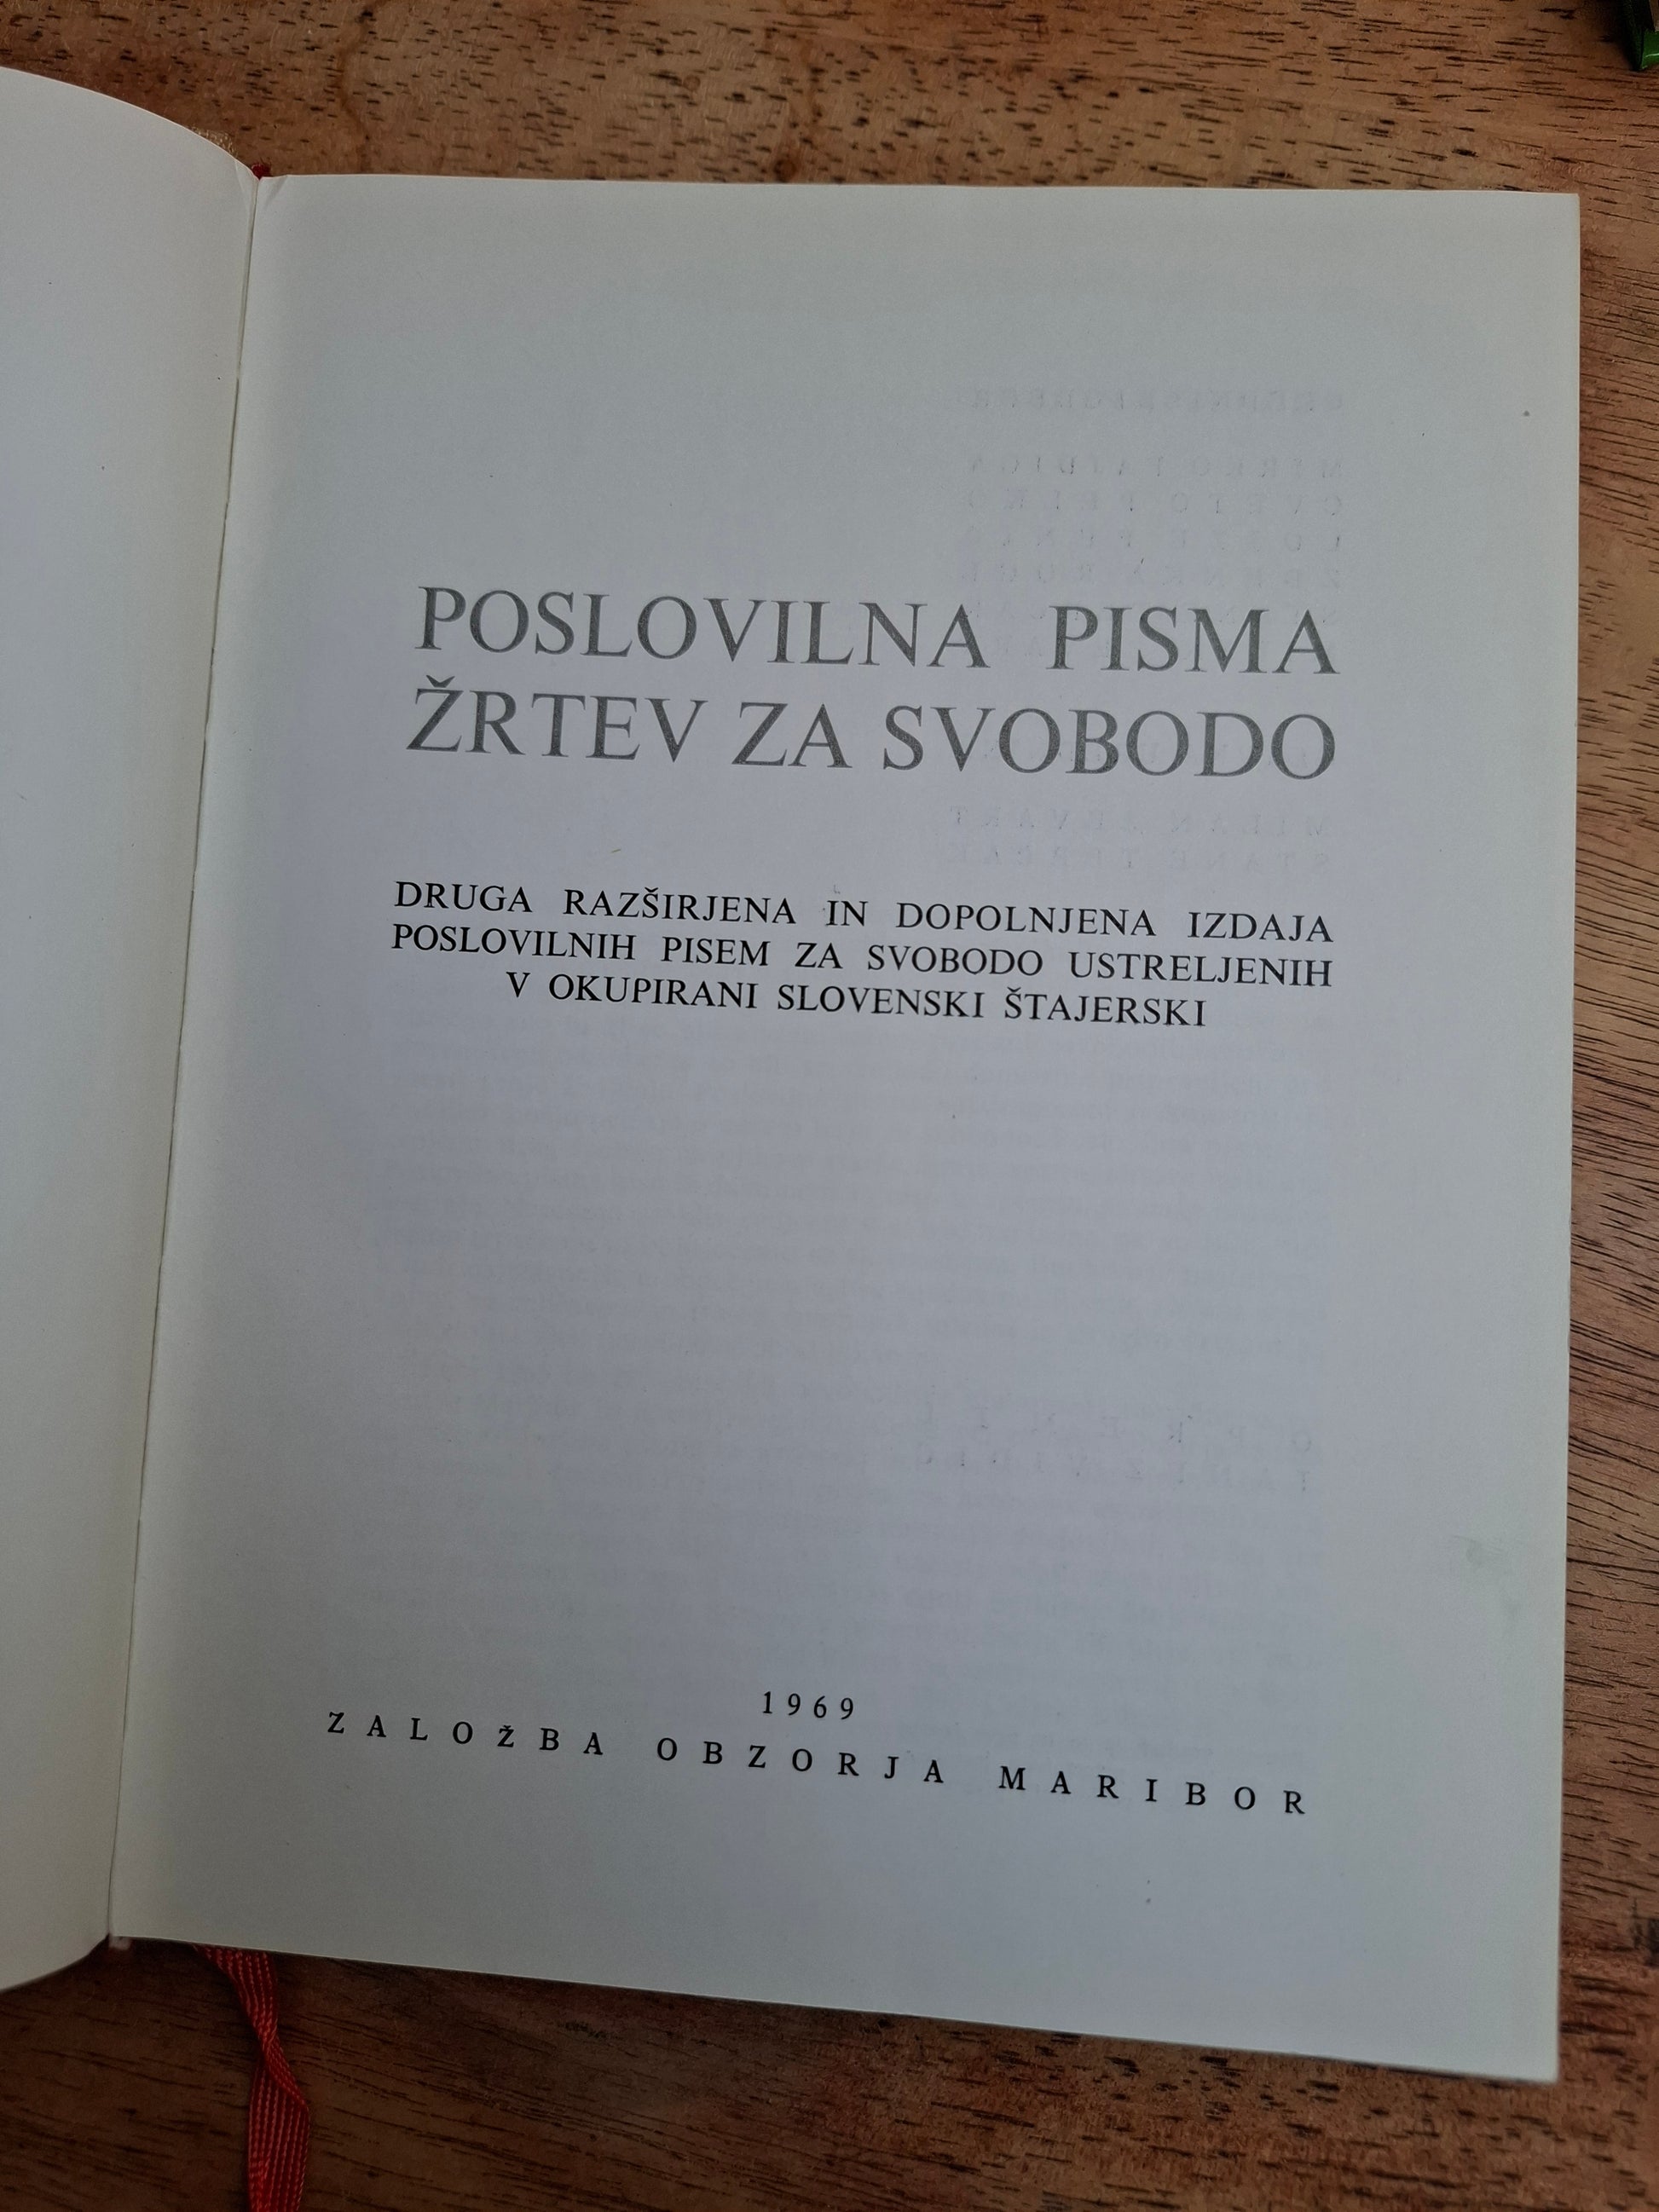 POSLOVILNA PISMA
ŽRTEV ZA SVOBODO
DRUGA RAZŠIRJENA IN DOPOLNJENA IZDAJA
POSLOVILNIH PISEM ZA SVOBODO USTRELJENIH
V OKUPIRANI SLOVENSKI ŠTAJERSKI
1969
ZALOŽBA OBZORJA MARIBOR